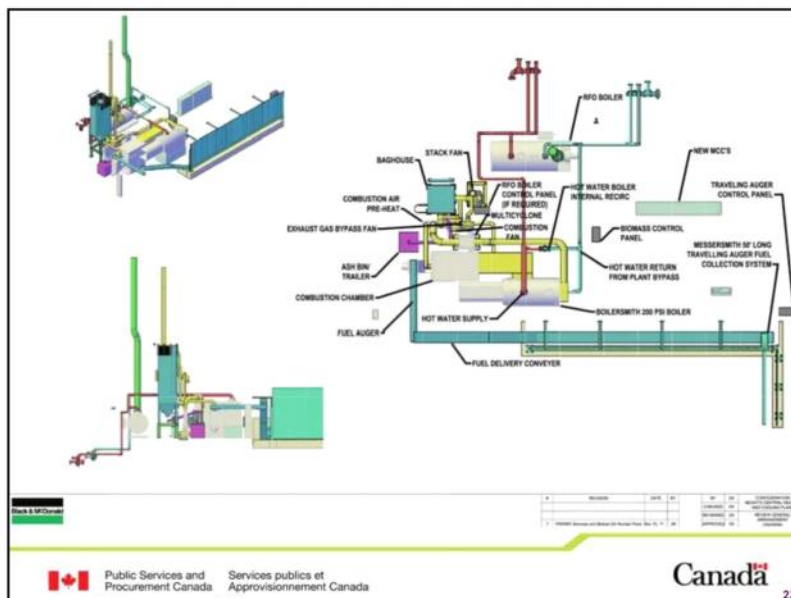 RFO BOILER
STACK FAN
BAGHOUSE
NEW MCC'S
RFO BOILER
CONTROL PANEL
(IF REQUIRED)
HOT WATER BOILER
INTERNAL RECIRC
TRAVELING AUGER
CONTROL PANEL
COMBUSTION AIR
PRE-HEAT
MULTICYCLONE
COMBUSTION
FAN
EXHAUST GAS BYPASS FAN
BIOMASS CONTROL
PANEL
MESSERSMITH 50' LONG
TRAVELLING AUGER FUEL
COLLECTION SYSTEM
ASH BIN/
TRAILER
HOT WATER RETURN
FROM PLANT BYPASS
COMBUSTION CHAMBER
HOT WATER SUPPLY
BOILERSMITH 200 PSI BOILER
FUEL AUGER
FUEL DELIVERY CONVEYER
Black & McDonald
REVISION
DATE
BY
Public Services and
Procurement Canada
Services publics et
Approvisionnement Canada
Canada